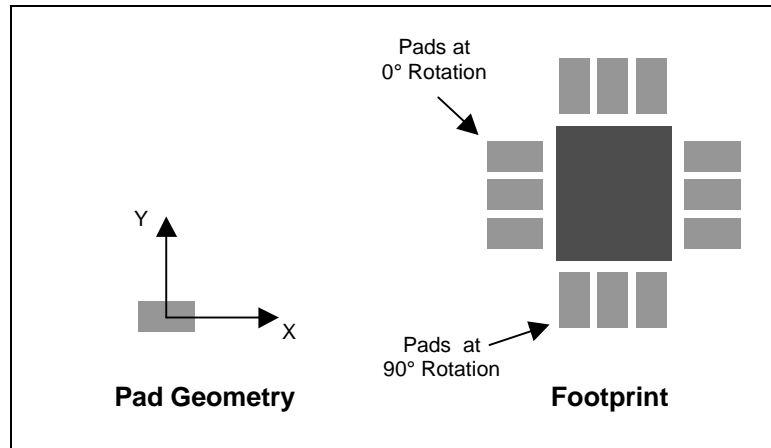 Pads at
0° Rotation
Y
X
Pads at
90° Rotation
Pad Geometry
Footprint